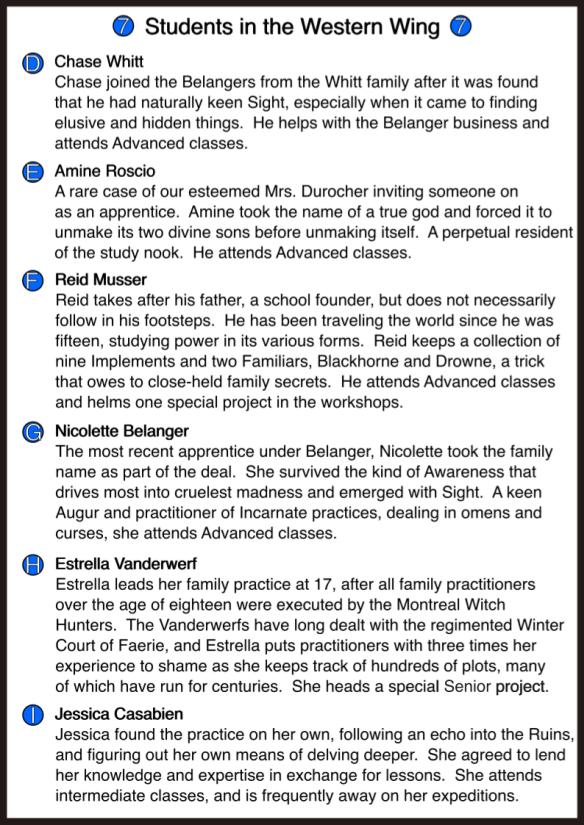 7 Students in the Western Wing 7
D Chase Whitt
Chase joined the Belangers from the Whitt family after it was found
that he had naturally keen Sight, especially when it came to finding
elusive and hidden things. He helps with the Belanger business and
attends Advanced classes.
E Amine Roscio
A rare case of our esteemed Mrs. Durocher inviting someone on
as an apprentice. Amine took the name of a true god and forced it to
unmake its two divine sons before unmaking itself. A perpetual resident
of the study nook. He attends Advanced classes.
F Reid Musser
Reid takes after his father, a school founder, but does not necessarily
follow in his footsteps. He has been traveling the world since he was
fifteen, studying power in its various forms. Reid keeps a collection of
nine Implements and two Familiars, Blackhorne and Drowne, a trick
that owes to close-held family secrets. He attends Advanced classes
and helms one special project in the workshops.
G Nicolette Belanger
The most recent apprentice under Belanger, Nicolette took the family
name as part of the deal. She survived the kind of Awareness that
drives most into cruelest madness and emerged with Sight. A keen
Augur and practitioner of Incarnate practices, dealing in omens and
curses, she attends Advanced classes.
H Estrella Vanderwerf
Estrella leads her family practice at 17, after all family practitioners
over the age of eighteen were executed by the Montreal Witch
Hunters. The Vanderwerfs have long dealt with the regimented Winter
Court of Faerie, and Estrella puts practitioners with three times her
experience to shame as she keeps track of hundreds of plots, many
of which have run for centuries. She heads a special Senior project.
I Jessica Casabien
Jessica found the practice on her own, following an echo into the Ruins,
and figuring out her own means of delving deeper. She agreed to lend
her knowledge and expertise in exchange for lessons. She attends
intermediate classes, and is frequently away on her expeditions.